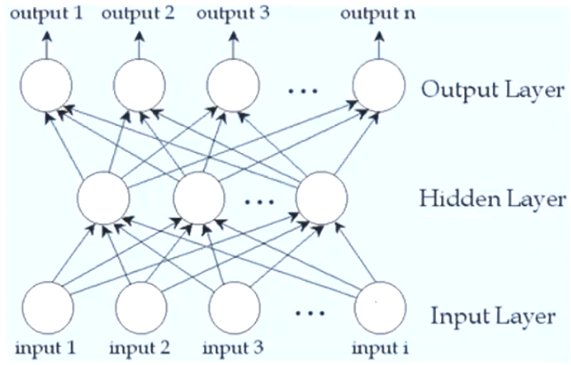 output 1 output 2 output 3 output n
... Output Layer
... Hidden Layer
... Input Layer
input 1 input 2 input 3 input i